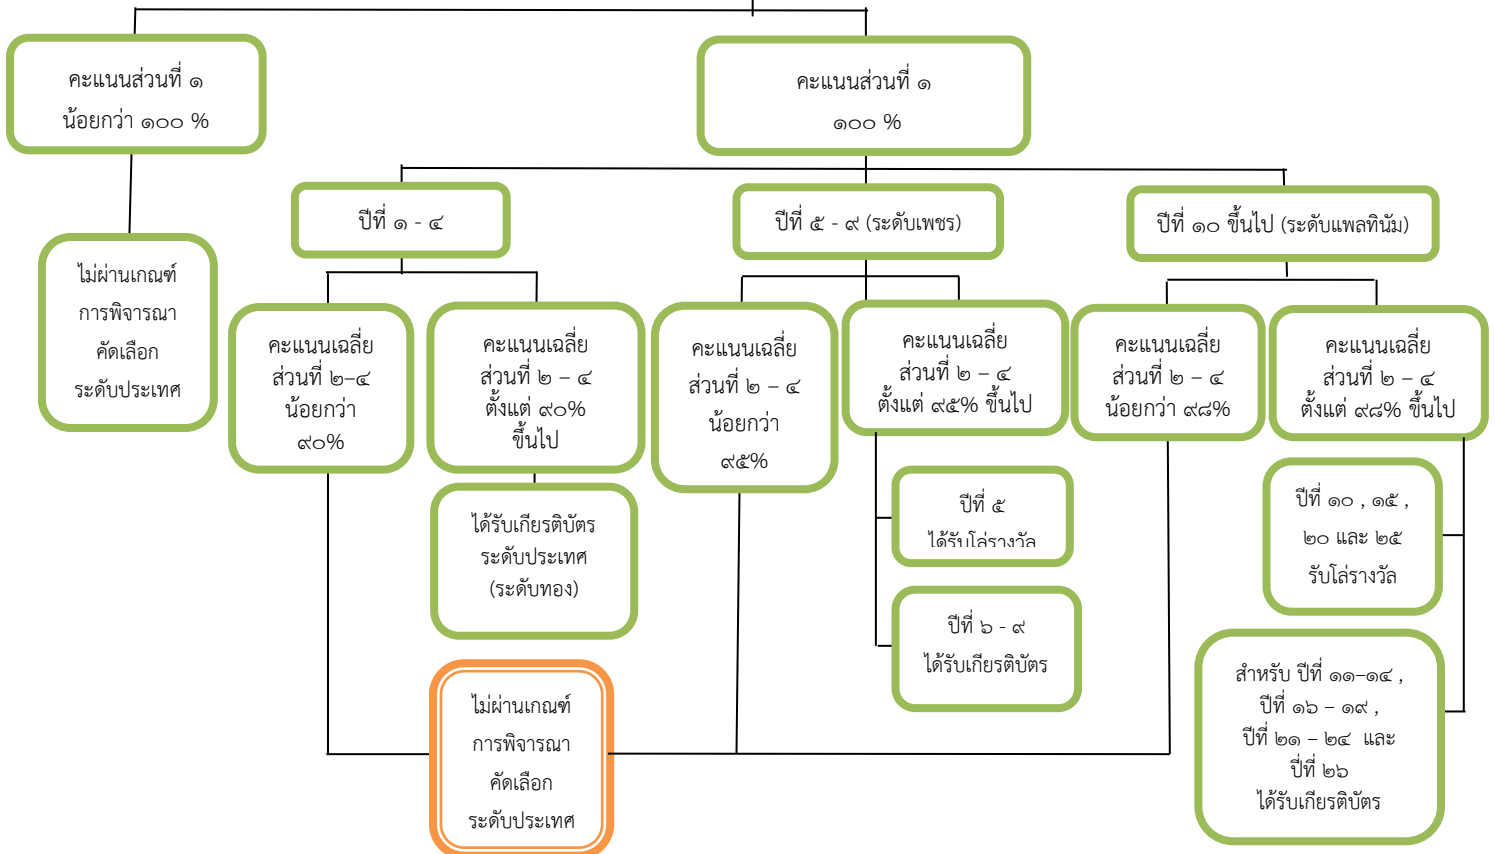 คะแนนส่วนที่ ๑
น้อยกว่า ๑๐๐ %
คะแนนส่วนที่ ๑
๑๐๐ %
ปีที่ ๑ - ๔
ปีที่ ๕ - ๙ (ระดับเพชร)
ปีที่ ๑๐ ขึ้นไป (ระดับแพลทินัม)
ไม่ผ่านเกณฑ์
การพิจารณา
คัดเลือก
ระดับประเทศ
คะแนนเฉลี่ย
ส่วนที่ ๒–๔
น้อยกว่า
๙๐%
คะแนนเฉลี่ย
ส่วนที่ ๒ – ๔
ตั้งแต่ ๙๐%
ขึ้นไป
คะแนนเฉลี่ย
ส่วนที่ ๒ – ๔
น้อยกว่า
๙๕%
คะแนนเฉลี่ย
ส่วนที่ ๒ – ๔
ตั้งแต่ ๙๕% ขึ้นไป
คะแนนเฉลี่ย
ส่วนที่ ๒ – ๔
น้อยกว่า ๙๘%
คะแนนเฉลี่ย
ส่วนที่ ๒ – ๔
ตั้งแต่ ๙๘% ขึ้นไป
ได้รับเกียรติบัตร
ระดับประเทศ
(ระดับทอง)
ปีที่ ๕
ได้รับโล่รางวัล
ปีที่ ๖ - ๙
ได้รับเกียรติบัตร
ปีที่ ๑๐ , ๑๕ ,
๒๐ และ ๒๕
รับโล่รางวัล
สำหรับ ปีที่ ๑๑–๑๔ ,
ปีที่ ๑๖ – ๑๙ ,
ปีที่ ๒๑ – ๒๔ และ
ปีที่ ๒๖
ได้รับเกียรติบัตร
ไม่ผ่านเกณฑ์
การพิจารณา
คัดเลือก
ระดับประเทศ